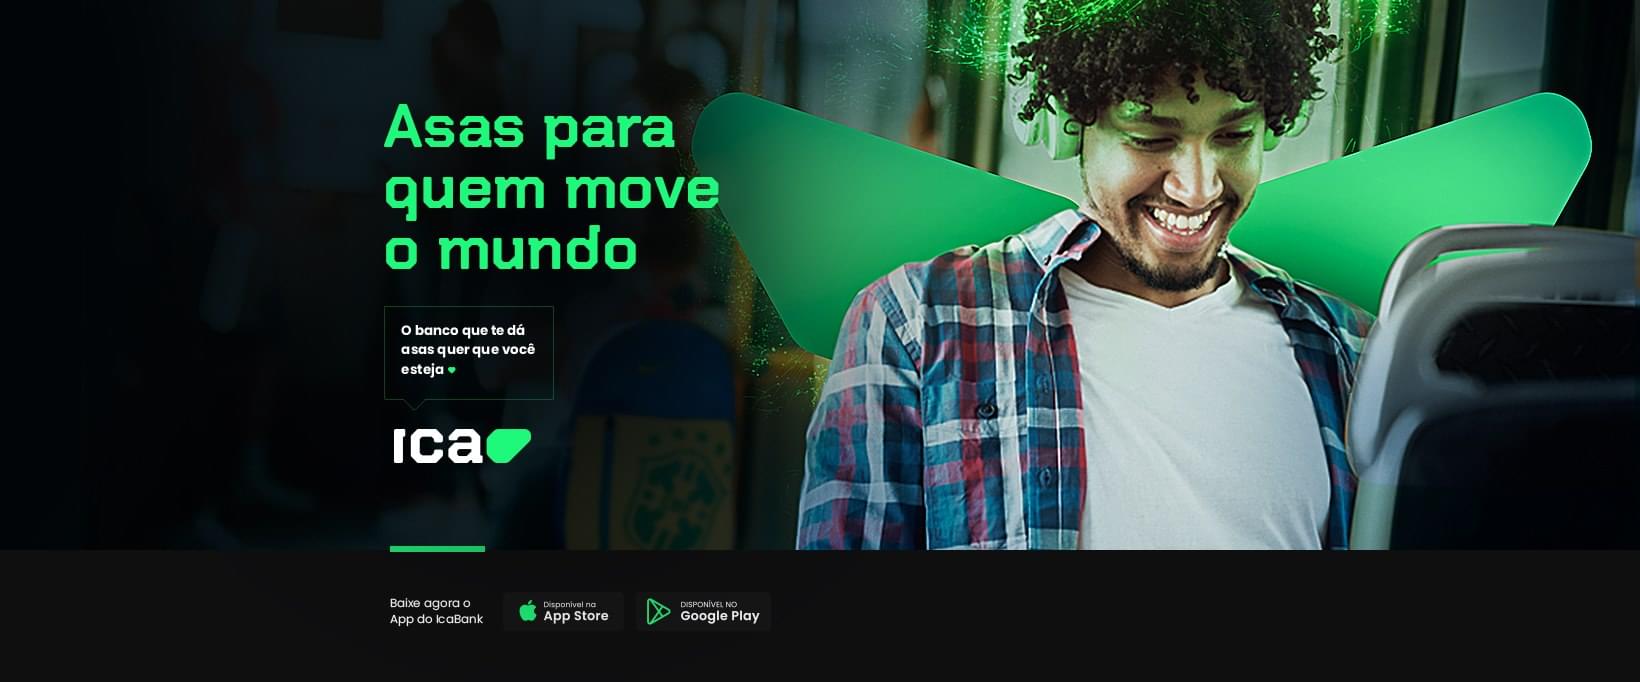 Asas para
quem move
o mundo
O banco que te dá
asas quer que você
esteja
ica
Baixe agora o
App do IcaBank
Disponível na
App Store
DISPONÍVEL NO
Google Play